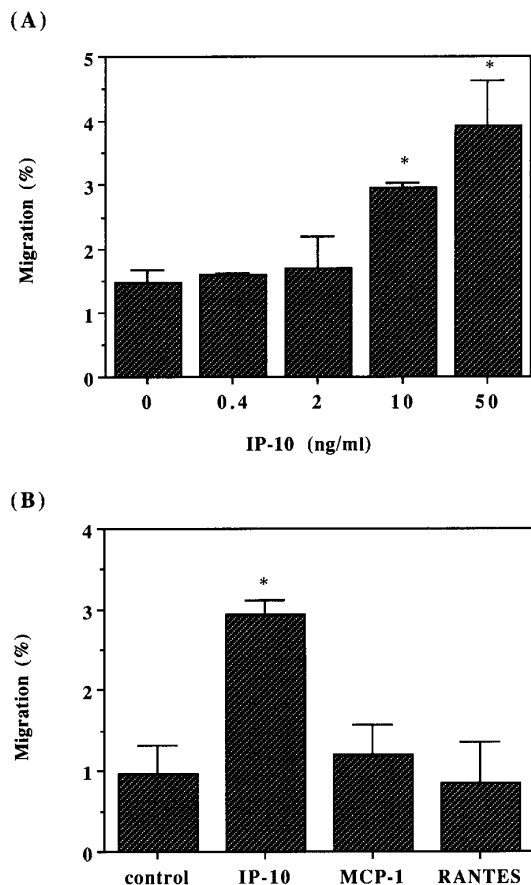 (A)
5
*
4
*
Migration (%)
3
2
1
0
0 0.4 2 10 50
IP-10 (ng/ml)
(B)
4
*
3
Migration (%)
2
1
0
control IP-10 MCP-1 RANTES